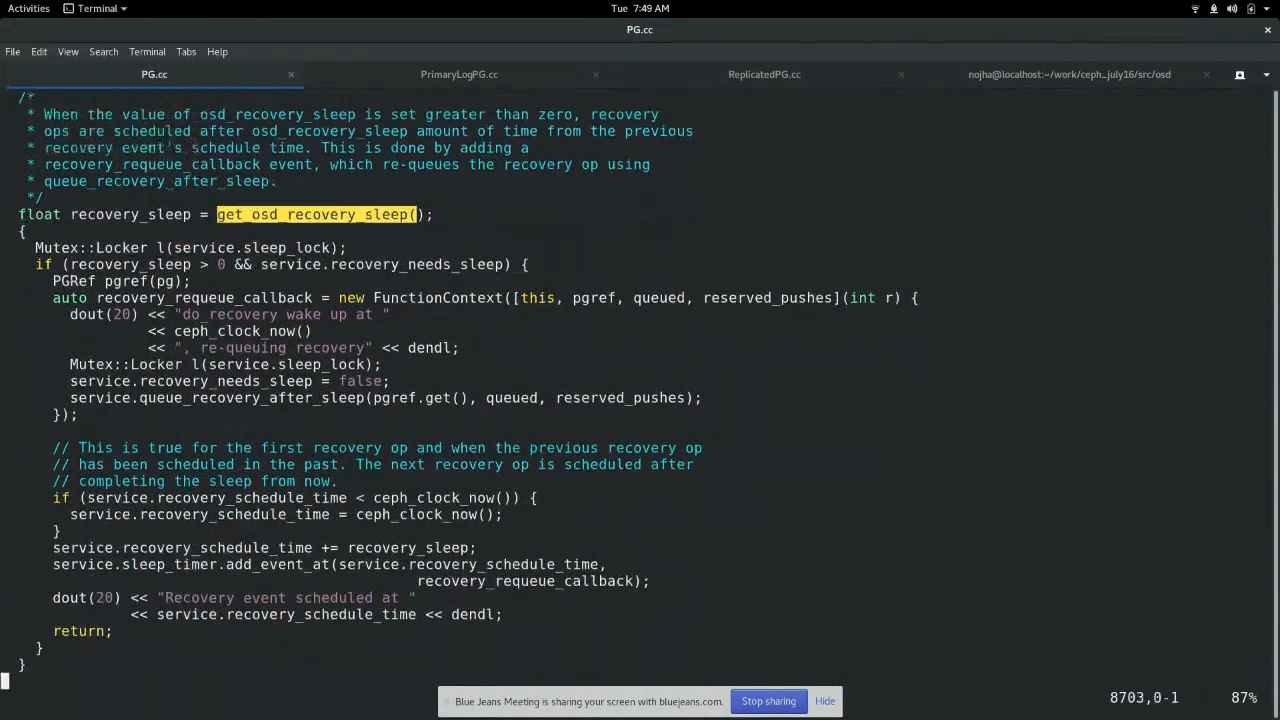 Activities
Terminal
Tue 7:49 AM
PG.cc
File Edit View Search Terminal Tabs Help
PG.cc PrimaryLogPG.cc ReplicatedPG.cc nojha@localhost:~/work/ceph_july16/src/osd
/*
* When the value of osd_recovery_sleep is set greater than zero, recovery
* ops are scheduled after osd_recovery_sleep amount of time from the previous
* recovery event's schedule time. This is done by adding a
* recovery_requeue_callback event, which re-queues the recovery op using
* queue_recovery_after_sleep.
*/
float recovery_sleep = get_osd_recovery_sleep();
{
Mutex::Locker l(service.sleep_lock);
if (recovery_sleep > 0 && service.recovery_needs_sleep) {
PGRef pgref(pg);
auto recovery_requeue_callback = new FunctionContext([this, pgref, queued, reserved_pushes](int r) {
dout(20) << "do_recovery wake up at "
<< ceph_clock_now()
<< ", re-queuing recovery" << dendl;
Mutex::Locker l(service.sleep_lock);
service.recovery_needs_sleep = false;
service.queue_recovery_after_sleep(pgref.get(), queued, reserved_pushes);
});
// This is true for the first recovery op and when the previous recovery op
// has been scheduled in the past. The next recovery op is scheduled after
// completing the sleep from now.
if (service.recovery_schedule_time < ceph_clock_now()) {
service.recovery_schedule_time = ceph_clock_now();
}
service.recovery_schedule_time += recovery_sleep;
service.sleep_timer.add_event_at(service.recovery_schedule_time,
recovery_requeue_callback);
dout(20) << "Recovery event scheduled at "
<< service.recovery_schedule_time << dendl;
return;
}
}
Blue Jeans Meeting is sharing your screen with bluejeans.com. Stop sharing Hide
8703,0-1 87%